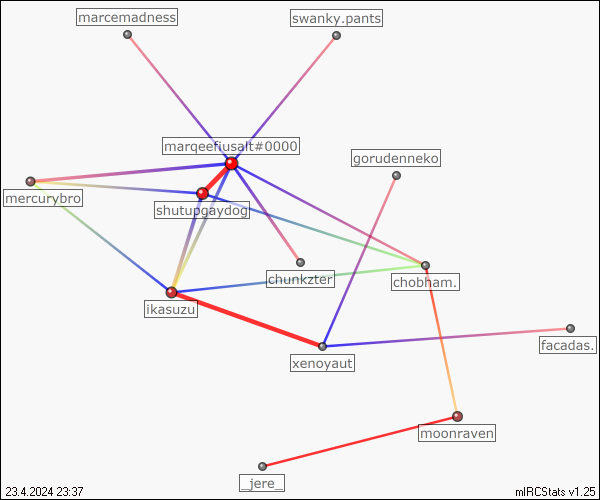 marcemadness
swanky.pants
marqeefiusalt#0000
gorudenneko
mercurybro
shutupgaydog
chunkzter
chobham.
ikasuzu
xenoyaut
facadas.
moonraven
_jere_
23.4.2024 23:37
mIRCStats v1.25